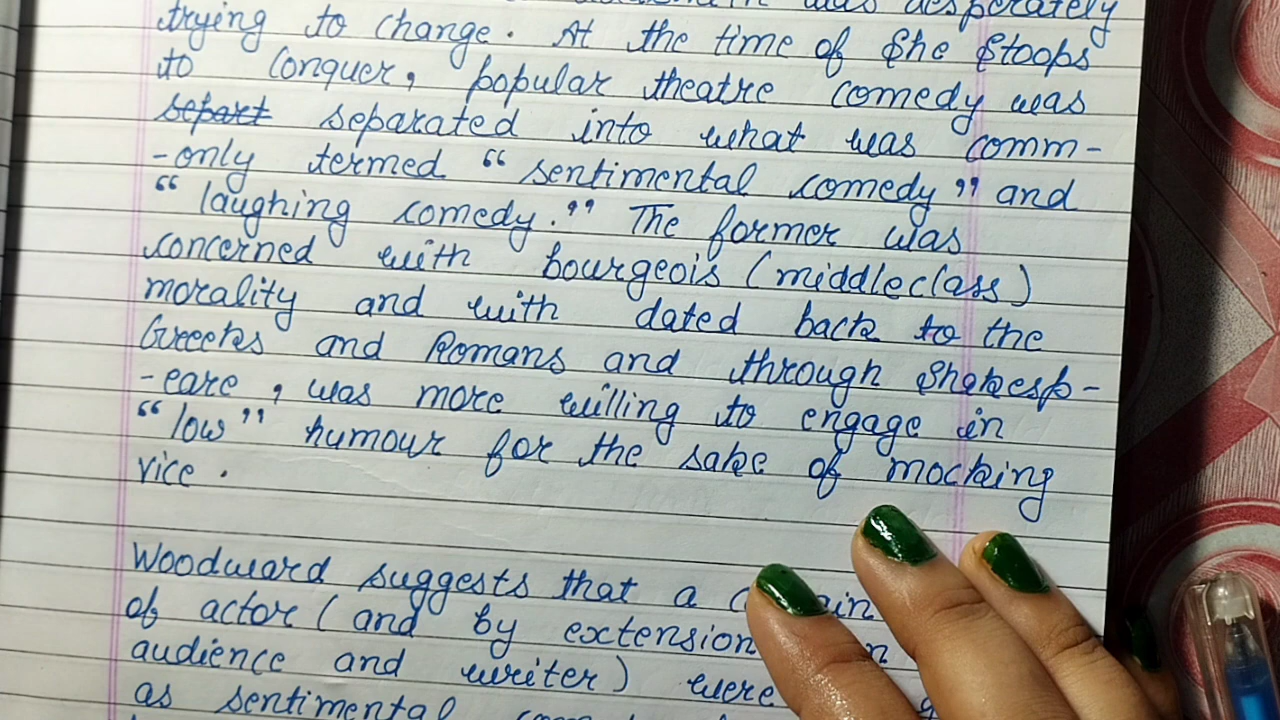 was desperately
trying to change. At the time of She Stoops
to Conquer, popular theatre comedy was
separt separated into what was comm-
-only termed "sentimental comedy" and
"laughing comedy." The former was
concerned with bourgeois (middleclass)
morality and with dated back to the
Greeks and Romans and through Shakesp-
-eare, was more willing to engage in
"low" humour for the sake of mocking
vice.
Woodward suggests that a
of actor (and by extension
audience and writer) were
as sentimental